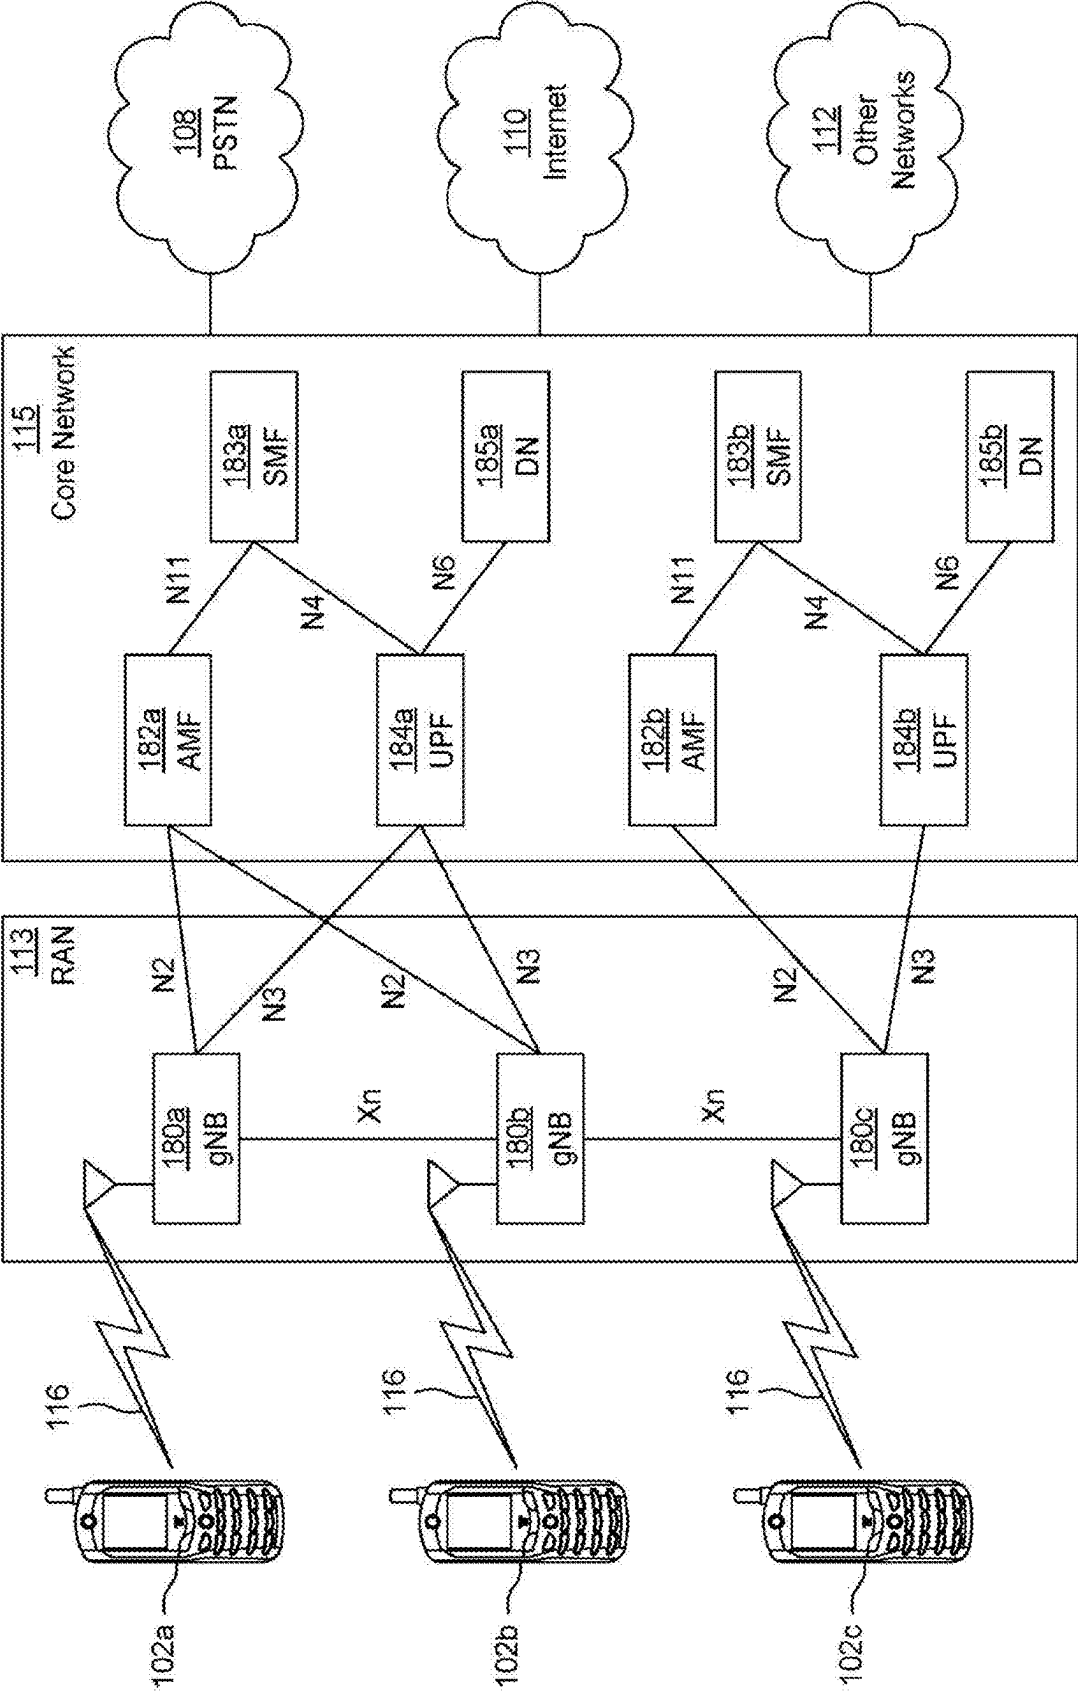 108
PSTN
110
Internet
112
Other
Networks
115
Core Network
183a
SMF
185a
DN
183b
SMF
185b
DN
N11
N4
N6
N11
N4
N6
182a
AMF
184a
UPF
182b
AMF
184b
UPF
113
RAN
N2
N3
N2
N3
N2
N3
180a
gNB
Xn
180b
gNB
Xn
180c
gNB
116
116
116
102a
102b
102c